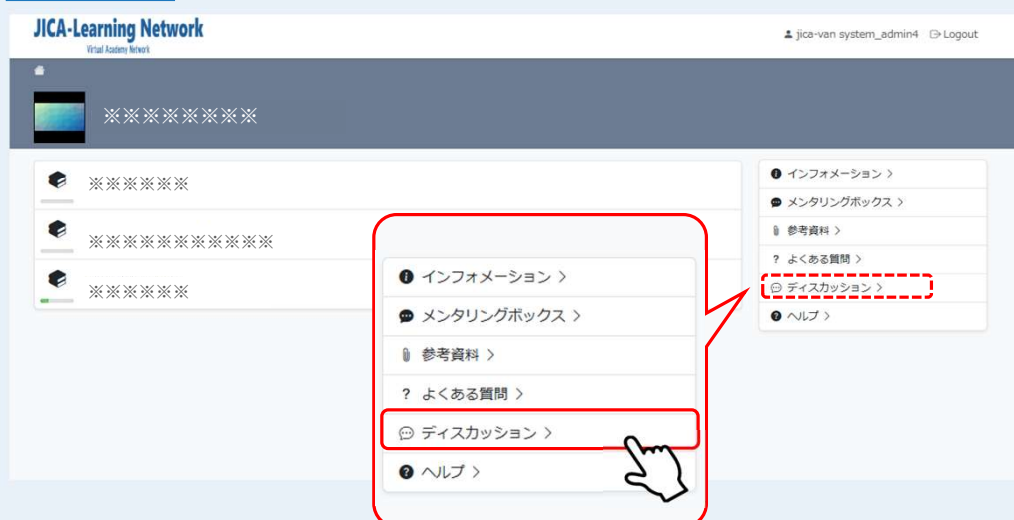 JICA-Learning Network
Virtual Academy Network
jica-van system_admin4 Logout
※※※※※※※※
※※※※※※
※※※※※※※※※※※
※※※※※※
インフォメーション >
メンタリングボックス >
参考資料 >
? よくある質問 >
ディスカッション >
ヘルプ >
インフォメーション >
メンタリングボックス >
参考資料 >
? よくある質問 >
ディスカッション >
ヘルプ >